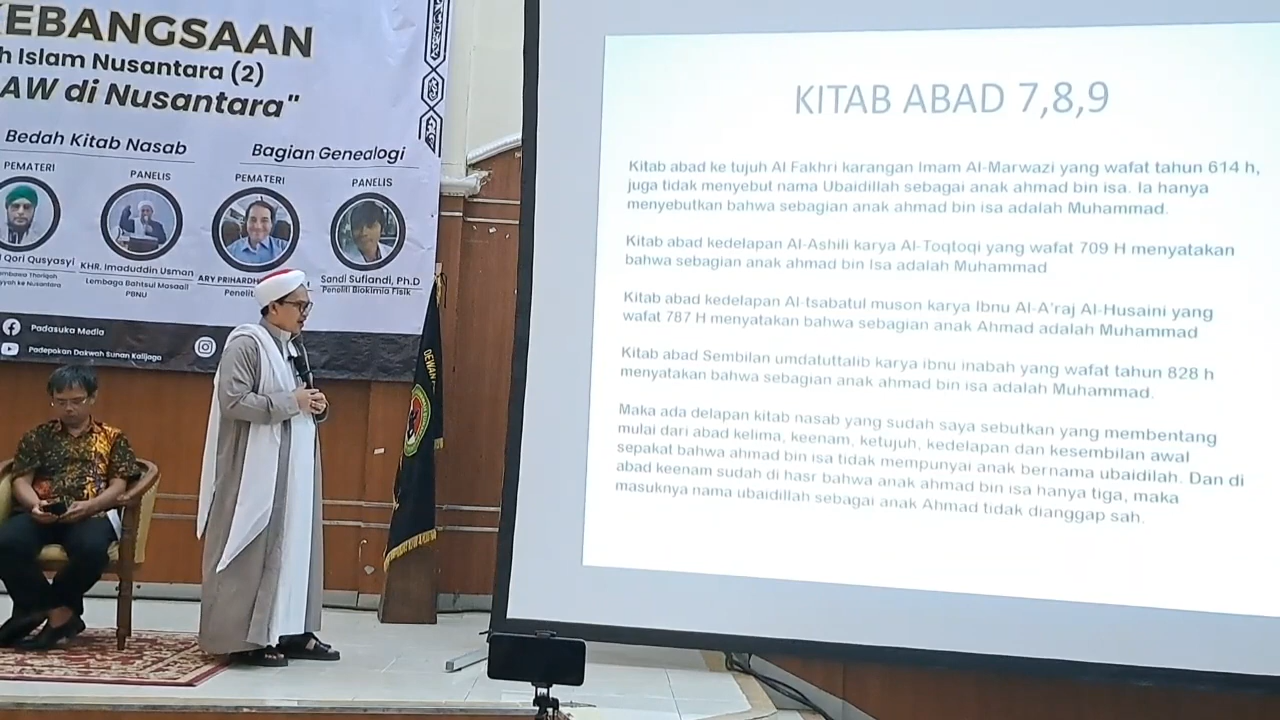 EBANGSAAN
h Islam Nusantara (2)
AW di Nusantara"
Bedah Kitab Nasab
Bagian Genealogi
PEMATERI
PANELIS
PEMATERI
PANELIS
Qori Qusyasyi
KHR. Imaduddin Usman
Lembaga Bahtsul Masaail
PBNU
ARY
Sandi Sufiandi, Ph.D
Peneliti Biokimia Fisik
Padasuka Media
Padepokan Dakwah Sunan Kalijaga
DEWAN
KITAB ABAD 7,8,9
Kitab abad ke tujuh Al Fakhri karangan Imam Al-Marwazi yang wafat tahun 614 h,
juga tidak menyebut nama Ubaidillah sebagai anak ahmad bin isa. Ia hanya
menyebutkan bahwa sebagian anak ahmad bin isa adalah Muhammad.
Kitab abad kedelapan Al-Ashili karya Al-Toqtoqi yang wafat 709 H menyatakan
bahwa sebagian anak ahmad bin Isa adalah Muhammad
Kitab abad kedelapan Al-tsabatul muson karya Ibnu Al-A'raj Al-Husaini yang
wafat 787 H menyatakan bahwa sebagian anak Ahmad adalah Muhammad
Kitab abad Sembilan umdatuttalib karya ibnu inabah yang wafat tahun 828 h
menyatakan bahwa sebagian anak ahmad bin isa adalah Muhammad.
Maka ada delapan kitab nasab yang sudah saya sebutkan yang membentang
mulai dari abad kelima, keenam, ketujuh, kedelapan dan kesembilan awal
sepakat bahwa ahmad bin isa tidak mempunyai anak bernama ubaidilah. Dan di
abad keenam sudah di hasr bahwa anak ahmad bin isa hanya tiga, maka
masuknya nama ubaidillah sebagai anak Ahmad tidak dianggap sah.